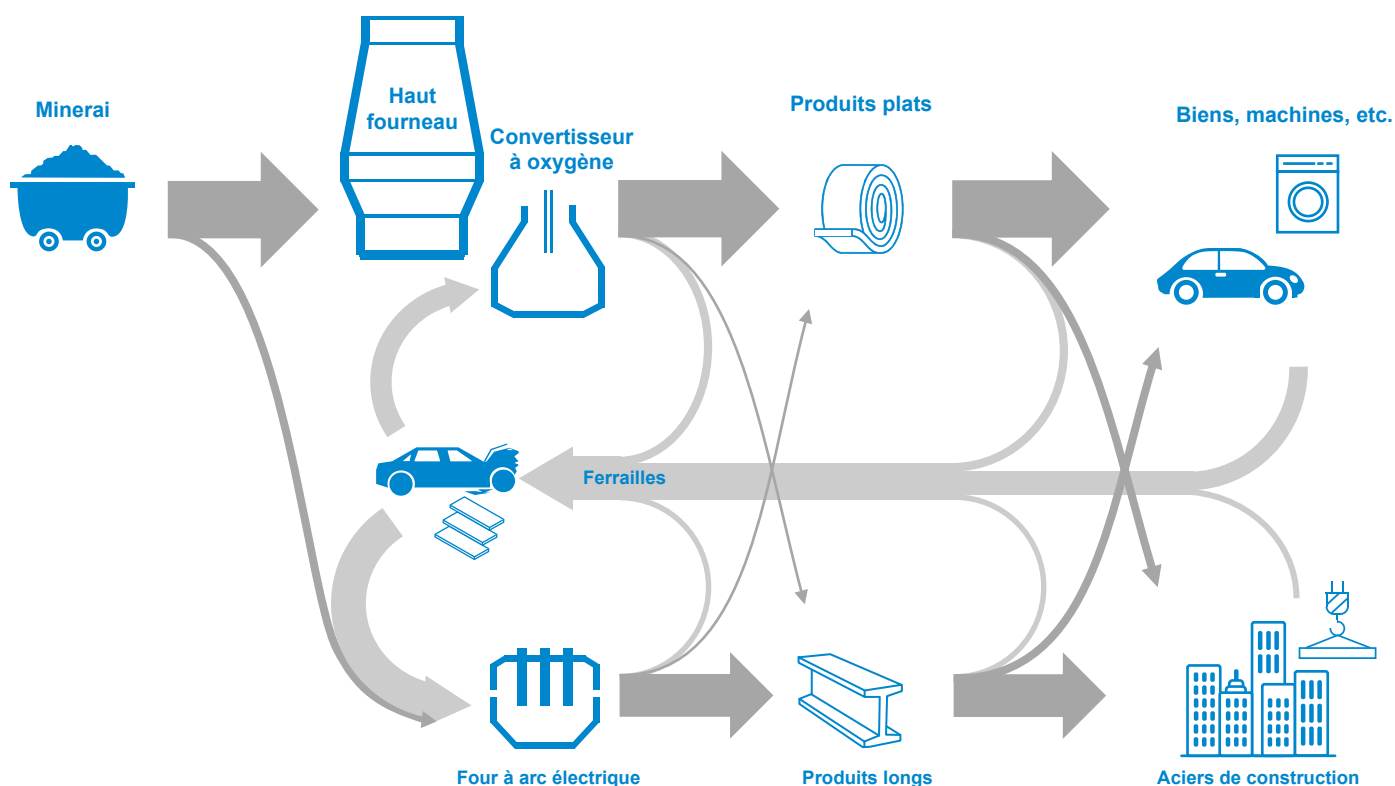 Minerai
Haut
fourneau
Convertisseur
à oxygène
Produits plats
Biens, machines, etc.
Ferrailles
Four à arc électrique
Produits longs
Aciers de construction